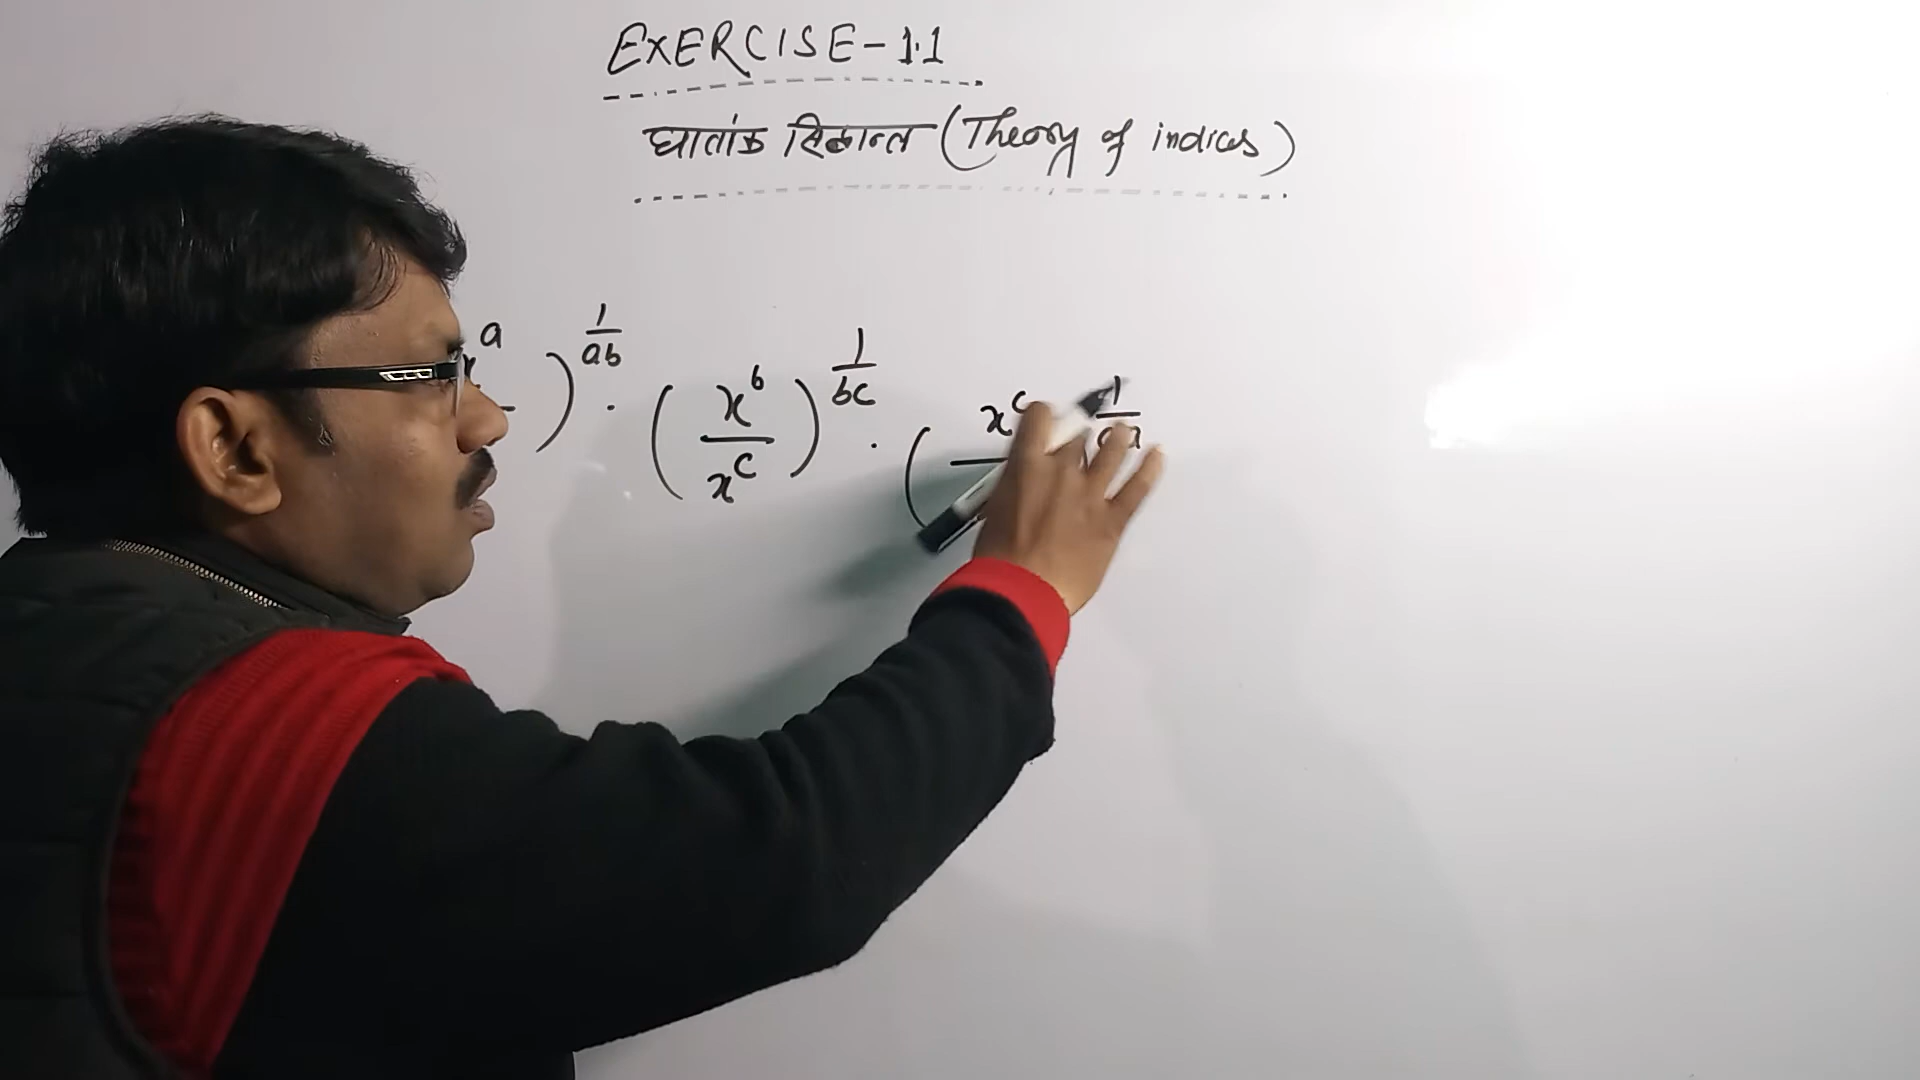 EXERCISE-1.1
घातांक सिद्धान्त (Theory of indices)
x^a )^{1/ab} . ( x^b / x^c )^{1/bc} . ( x^c